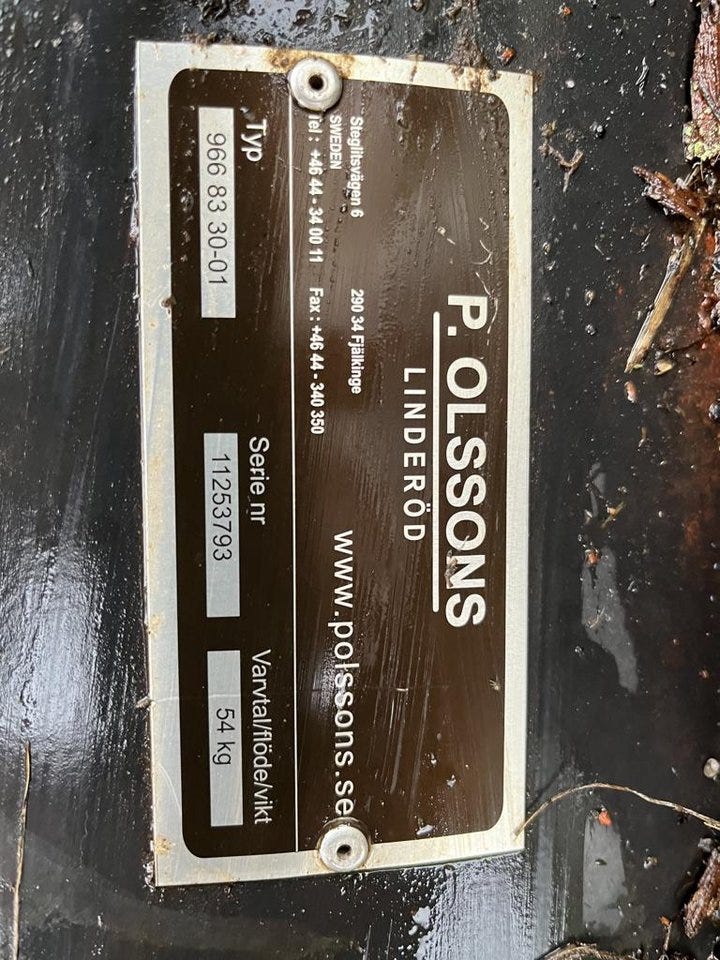 P. OLSSONS
LINDERÖD
Steglitsvägen 6 290 34 Fjälkinge
SWEDEN
Tel : +46 44 - 34 00 11 Fax : +46 44 - 340 350
www.polssons.se
Typ Serie nr Varvtal/flöde/vikt
966 83 30-01 11253793 54 kg